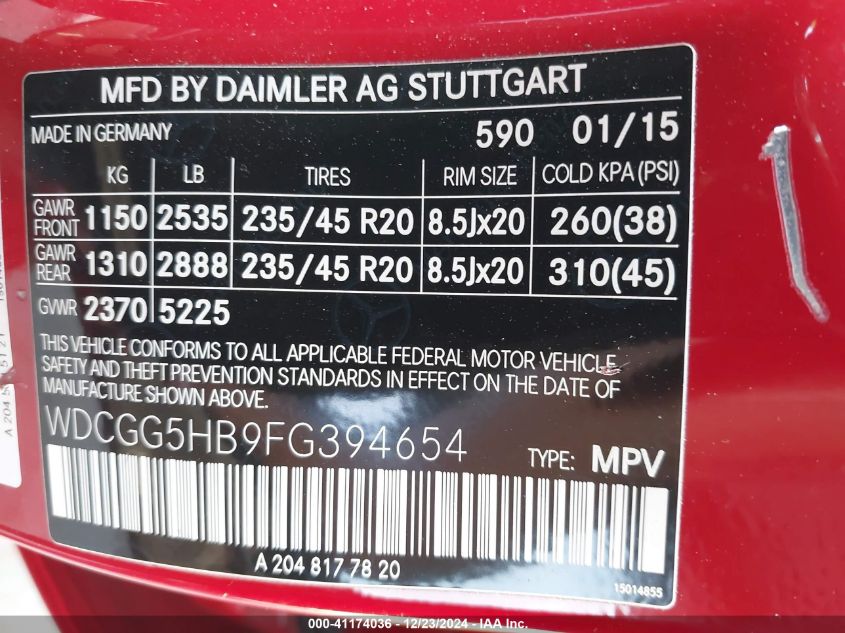 MFD BY DAIMLER AG STUTTGART
MADE IN GERMANY 590 01/15
KG LB TIRES RIM SIZE COLD KPA (PSI)
GAWR FRONT 1150 2535 235/45 R20 8.5Jx20 260(38)
GAWR REAR 1310 2888 235/45 R20 8.5Jx20 310(45)
GVWR 2370 5225
THIS VEHICLE CONFORMS TO ALL APPLICABLE FEDERAL MOTOR VEHICLE
SAFETY AND THEFT PREVENTION STANDARDS IN EFFECT ON THE DATE OF
MANUFACTURE SHOWN ABOVE.
WDCGG5HB9FG394654 TYPE: MPV
A 204 817 78 20
15014855
A 204
000-41174036 - 12/23/2024 - IAA Inc.